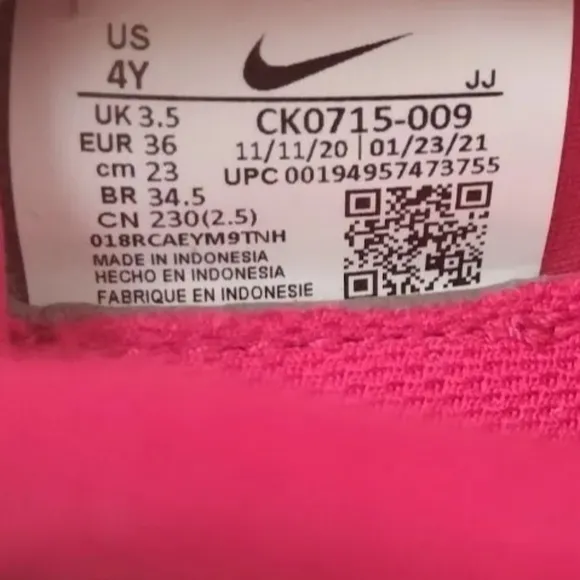 US
4Y
JJ
UK 3.5
EUR 36
cm 23
BR 34.5
CN 230(2.5)
018RCAEYM9TNH
MADE IN INDONESIA
HECHO EN INDONESIA
FABRIQUE EN INDONESIE
CK0715-009
11/11/20 | 01/23/21
UPC 00194957473755